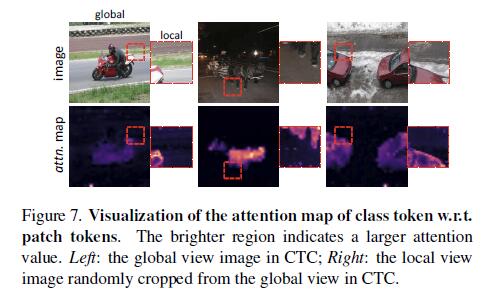 global
local
image
attn. map
Figure 7. Visualization of the attention map of class token w.r.t.
patch tokens. The brighter region indicates a larger attention
value. Left: the global view image in CTC; Right: the local view
image randomly cropped from the global view in CTC.